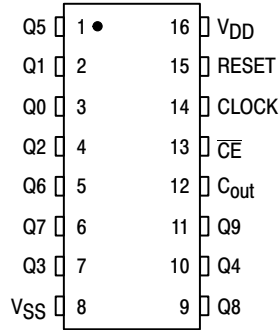 Q5 1 16 VDD
Q1 2 15 RESET
Q0 3 14 CLOCK
Q2 4 13 C̅E̅
Q6 5 12 Cout
Q7 6 11 Q9
Q3 7 10 Q4
VSS 8 9 Q8